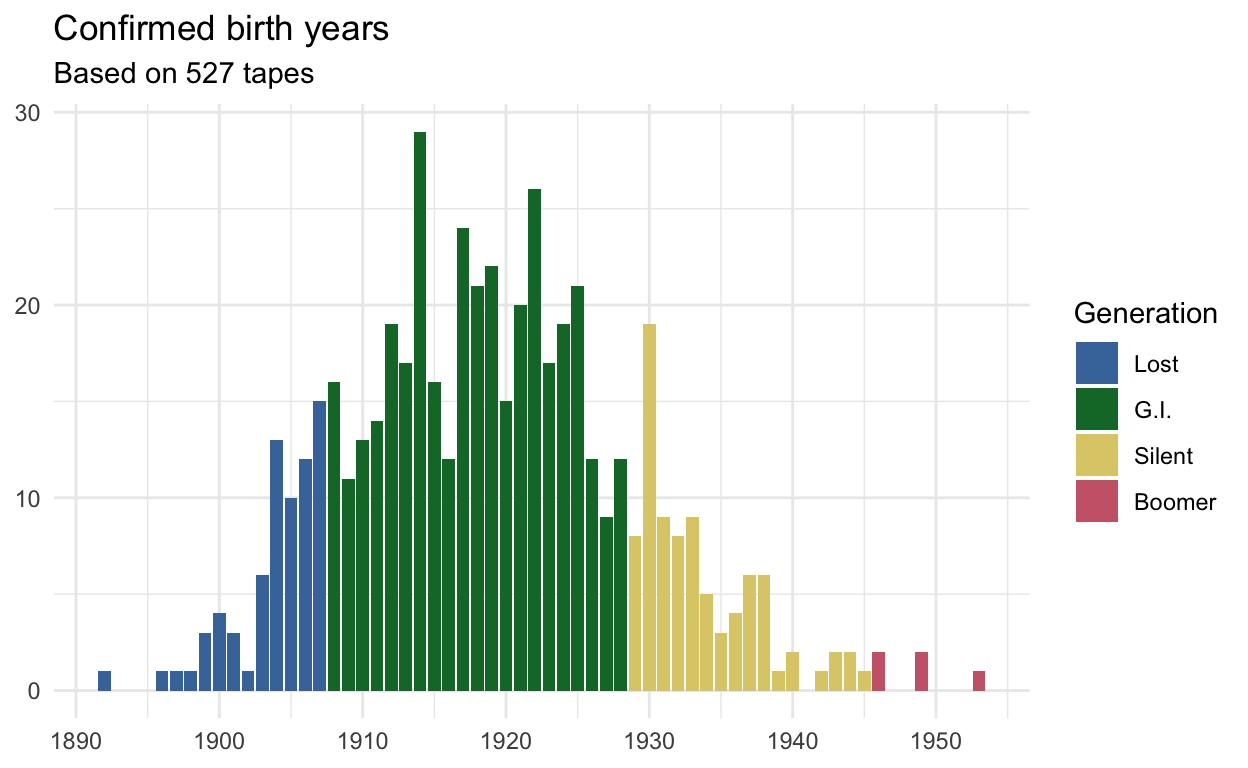 Confirmed birth years
Based on 527 tapes
30
20
10
0
1890 1900 1910 1920 1930 1940 1950
Generation
Lost
G.I.
Silent
Boomer